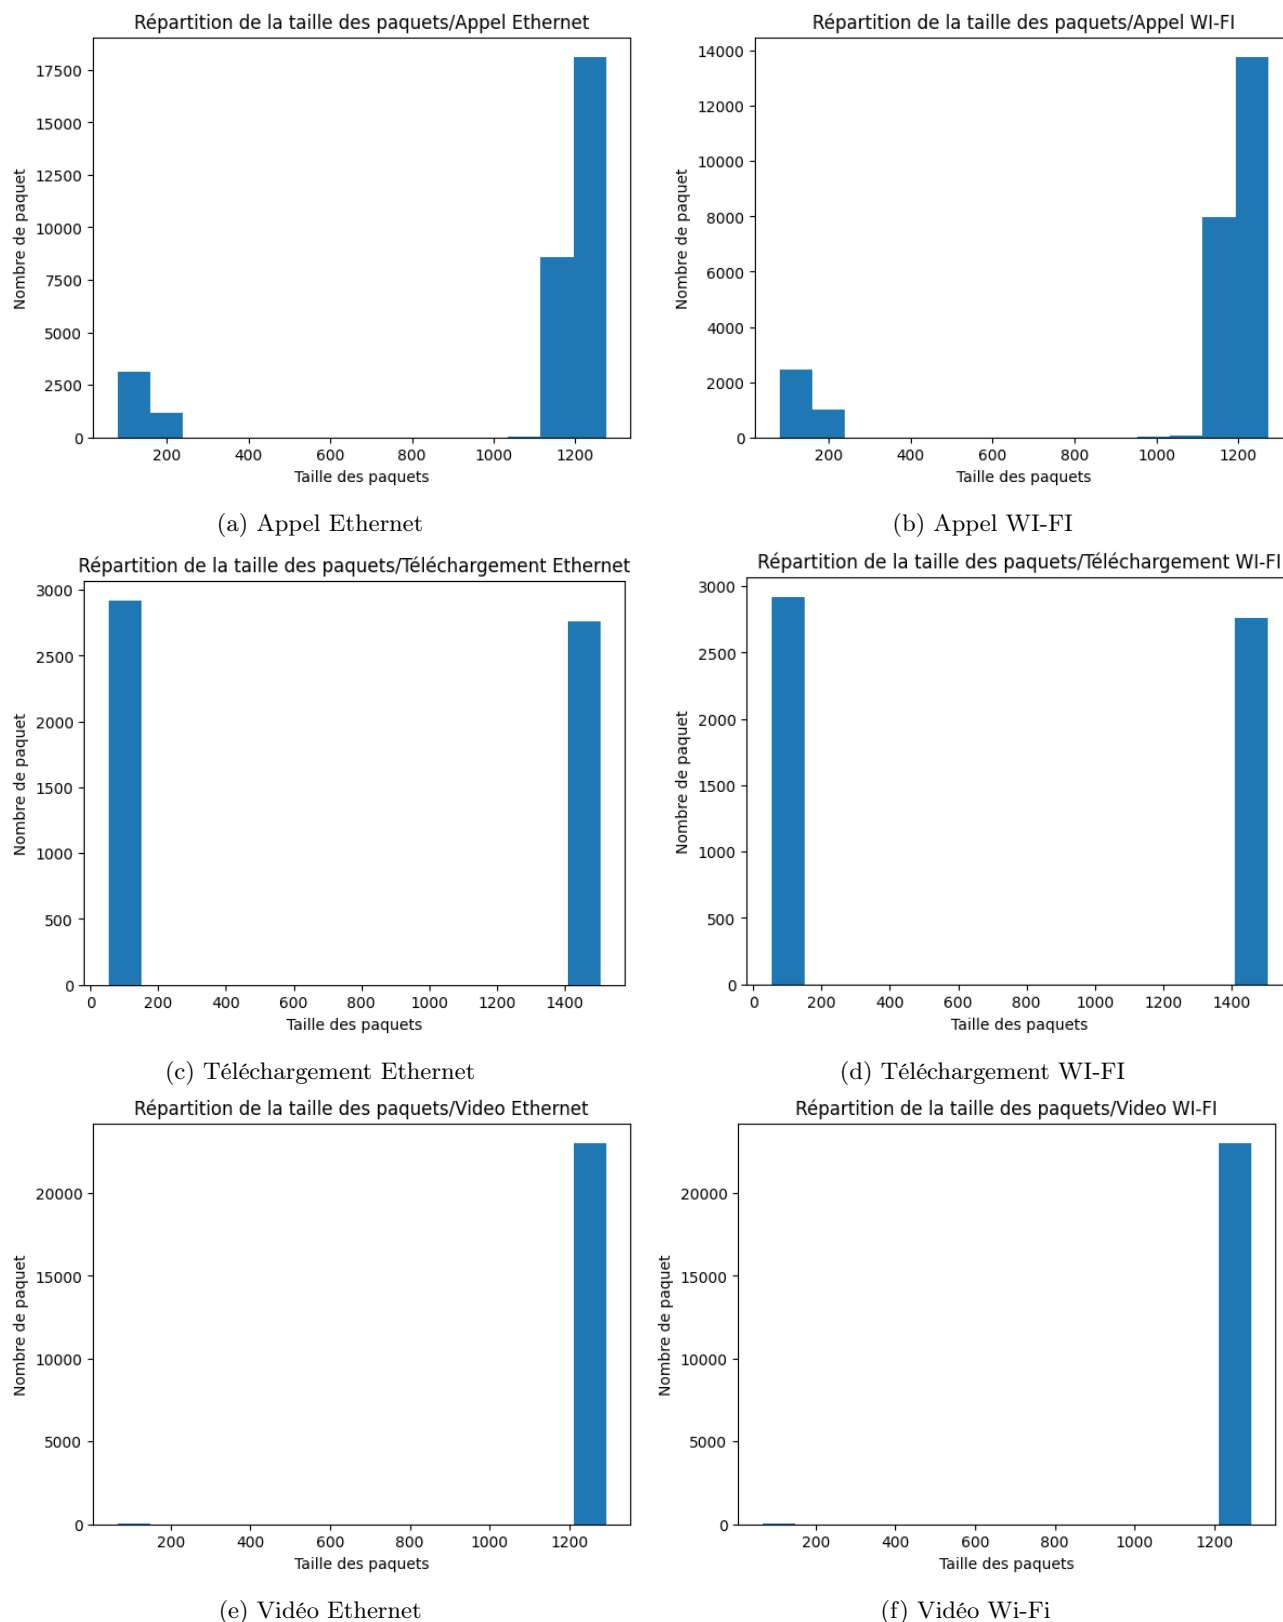 Répartition de la taille des paquets/Appel Ethernet
17500
15000
12500
10000
7500
5000
2500
0
Nombre de paquet
200 400 600 800 1000 1200
Taille des paquets
(a) Appel Ethernet
Répartition de la taille des paquets/Appel WI-FI
14000
12000
10000
8000
6000
4000
2000
0
Nombre de paquet
200 400 600 800 1000 1200
Taille des paquets
(b) Appel WI-FI
Répartition de la taille des paquets/Téléchargement Ethernet
3000
2500
2000
1500
1000
500
0
Nombre de paquet
0 200 400 600 800 1000 1200 1400
Taille des paquets
(c) Téléchargement Ethernet
Répartition de la taille des paquets/Téléchargement WI-FI
3000
2500
2000
1500
1000
500
0
Nombre de paquet
0 200 400 600 800 1000 1200 1400
Taille des paquets
(d) Téléchargement WI-FI
Répartition de la taille des paquets/Video Ethernet
20000
15000
10000
5000
0
Nombre de paquet
200 400 600 800 1000 1200
Taille des paquets
(e) Vidéo Ethernet
Répartition de la taille des paquets/Video WI-FI
20000
15000
10000
5000
0
Nombre de paquet
200 400 600 800 1000 1200
Taille des paquets
(f) Vidéo Wi-Fi